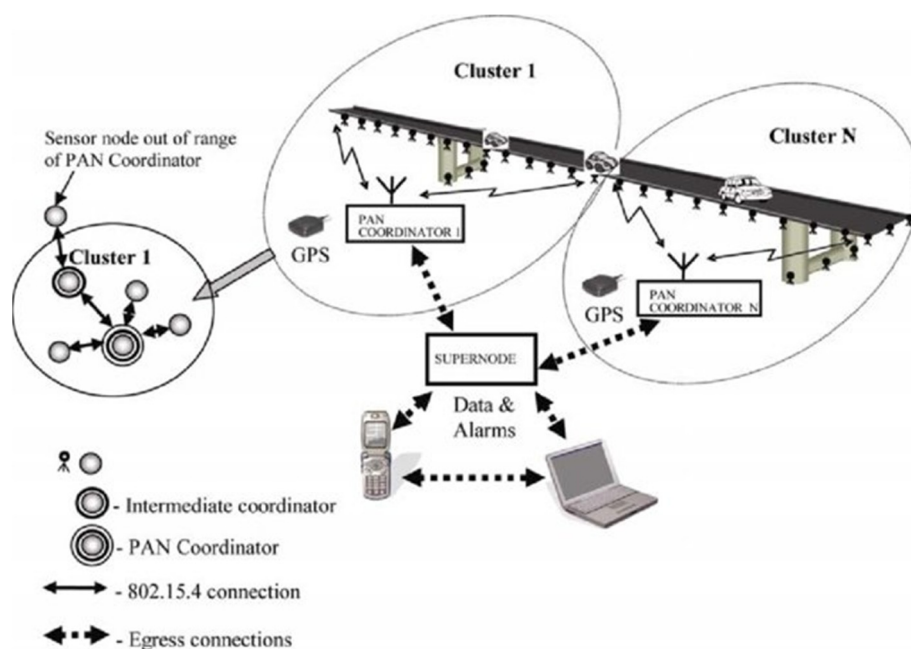 Cluster 1
Cluster N
Sensor node out of range
of PAN Coordinator
PAN
COORDINATOR 1
GPS
Cluster 1
PAN
COORDINATOR N
GPS
SUPERNODE
Data &
Alarms
- Intermediate coordinator
- PAN Coordinator
- 802.15.4 connection
- Egress connections